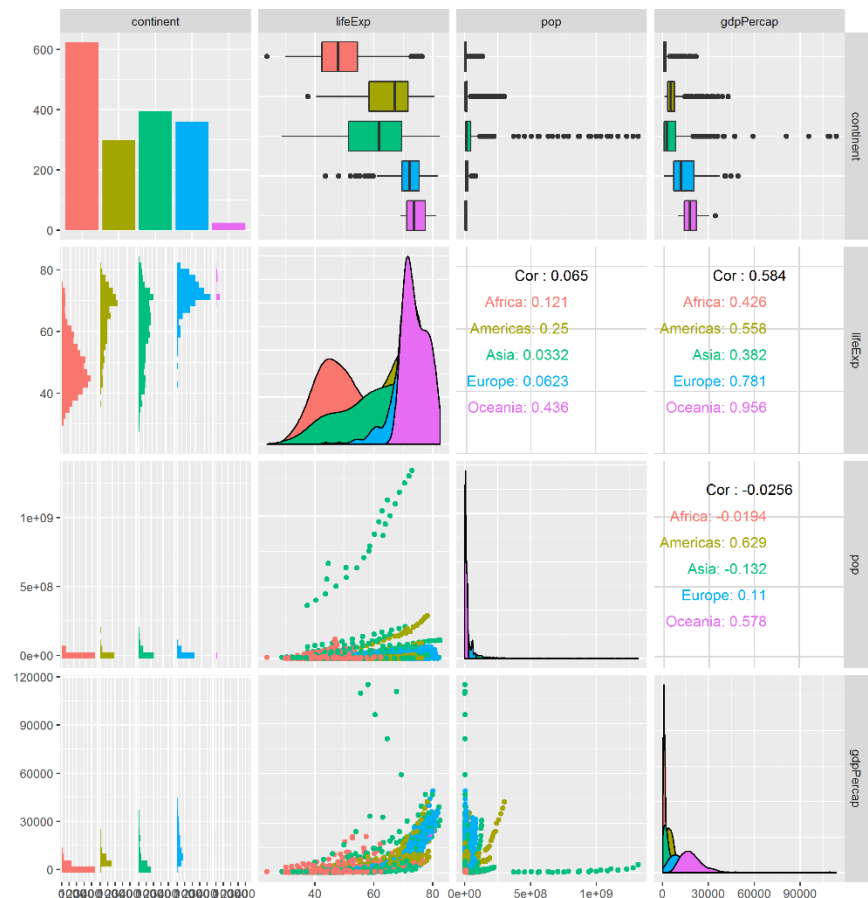 continent
lifeExp
pop
gdpPercap
600
400
200
0
continent
80
60
40
Cor : 0.065
Africa: 0.121
Americas: 0.25
Asia: 0.0332
Europe: 0.0623
Oceania: 0.436
Cor : 0.584
Africa: 0.426
Americas: 0.558
Asia: 0.382
Europe: 0.781
Oceania: 0.956
lifeExp
1e+09
5e+08
0e+00
Cor : -0.0256
Africa: -0.0194
Americas: 0.629
Asia: -0.132
Europe: 0.11
Oceania: 0.578
pop
120000
90000
60000
30000
0
gdpPercap
40 60 80
0e+00 5e+08 1e+09
0 30000 60000 90000